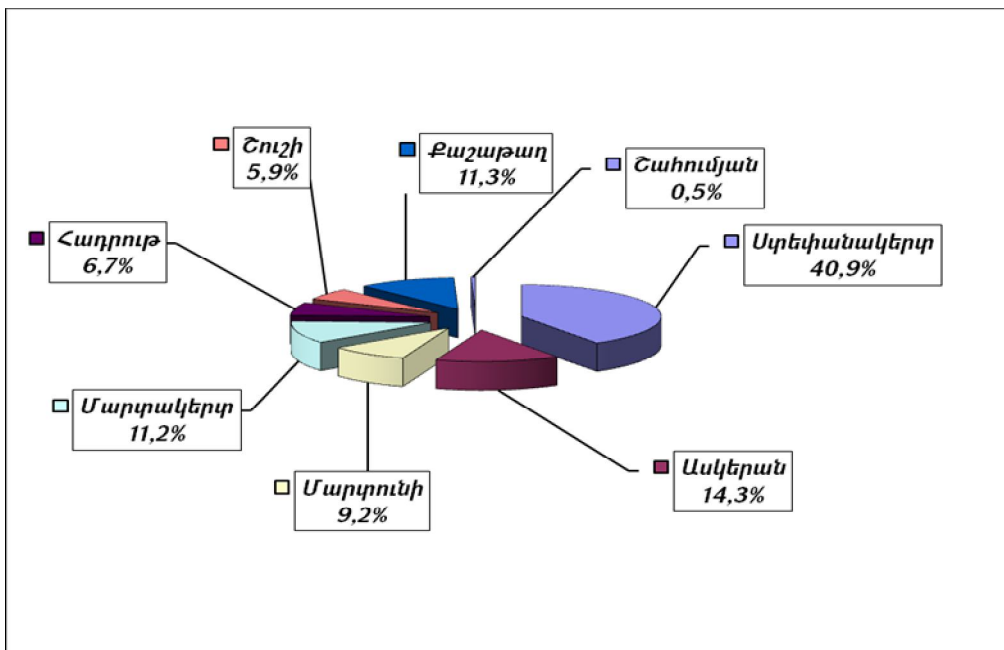 Շուշի
5,9%
Քաշաթաղ
11,3%
Շահումյան
0,5%
Հադրութ
6,7%
Ստեփանակերտ
40,9%
Մարտակերտ
11,2%
Մարտունի
9,2%
Ասկերան
14,3%